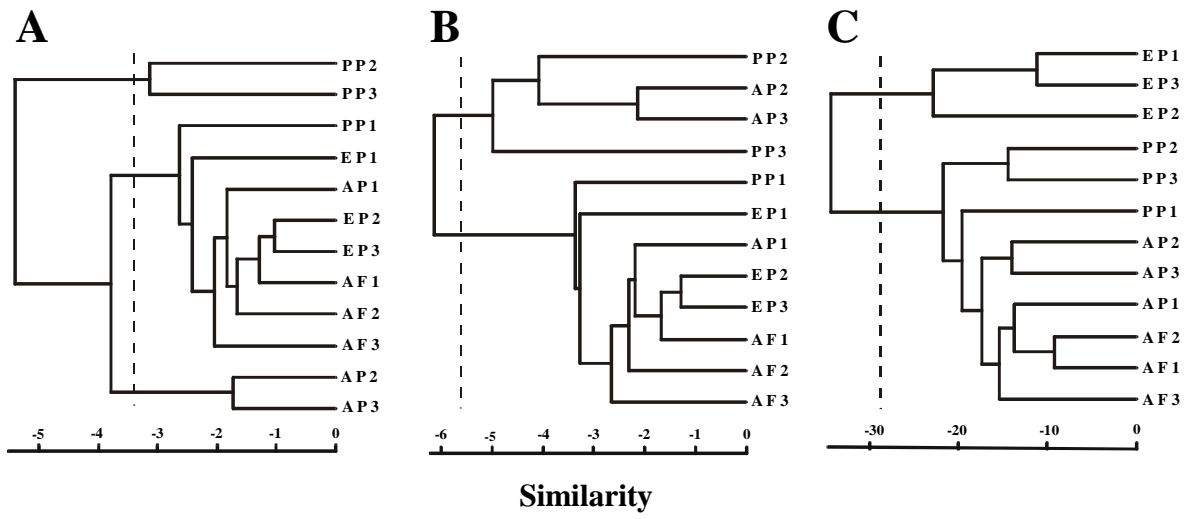 A
PP2
PP3
PP1
EP1
AP1
EP2
EP3
AF1
AF2
AF3
AP2
AP3
-5 -4 -3 -2 -1 0
B
PP2
AP2
AP3
PP3
PP1
EP1
AP1
EP2
EP3
AF1
AF2
AF3
-6 -5 -4 -3 -2 -1 0
C
EP1
EP3
EP2
PP2
PP3
PP1
AP2
AP3
AP1
AF2
AF1
AF3
-30 -20 -10 0
Similarity